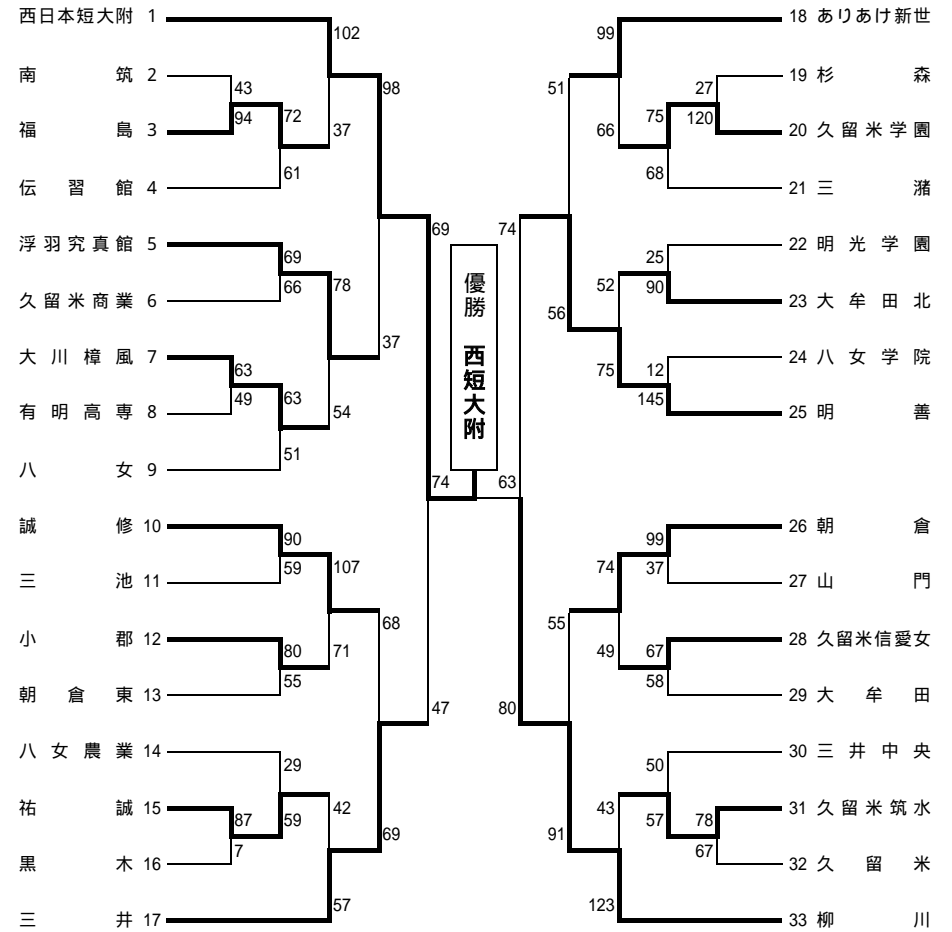 西日本短大附 1
102
南筑 2
43
98
94
72
37
福島 3
伝習館 4
61
浮羽究真館 5
69
69
66
78
久留米商業 6
37
大川樟風 7
63
49
63
54
有明高専 8
51
八女 9
74
誠修 10
90
59
107
三池 11
68
小郡 12
80
71
55
朝倉東 13
47
八女農業 14
29
祐誠 15
87
59
42
69
7
黒木 16
57
三井 17
優勝 西短大附
18 ありあけ新世
99
19 杉森
27
51
75
120
66
20 久留米学園
68
21 三潴
74
22 明光学園
25
52
90
23 大牟田北
56
24 八女学院
12
75
145
25 明善
63
26 朝倉
99
74
37
27 山門
55
28 久留米信愛女
67
49
58
29 大牟田
80
30 三井中央
50
31 久留米筑水
43
57
78
91
67
32 久留米
123
33 柳川